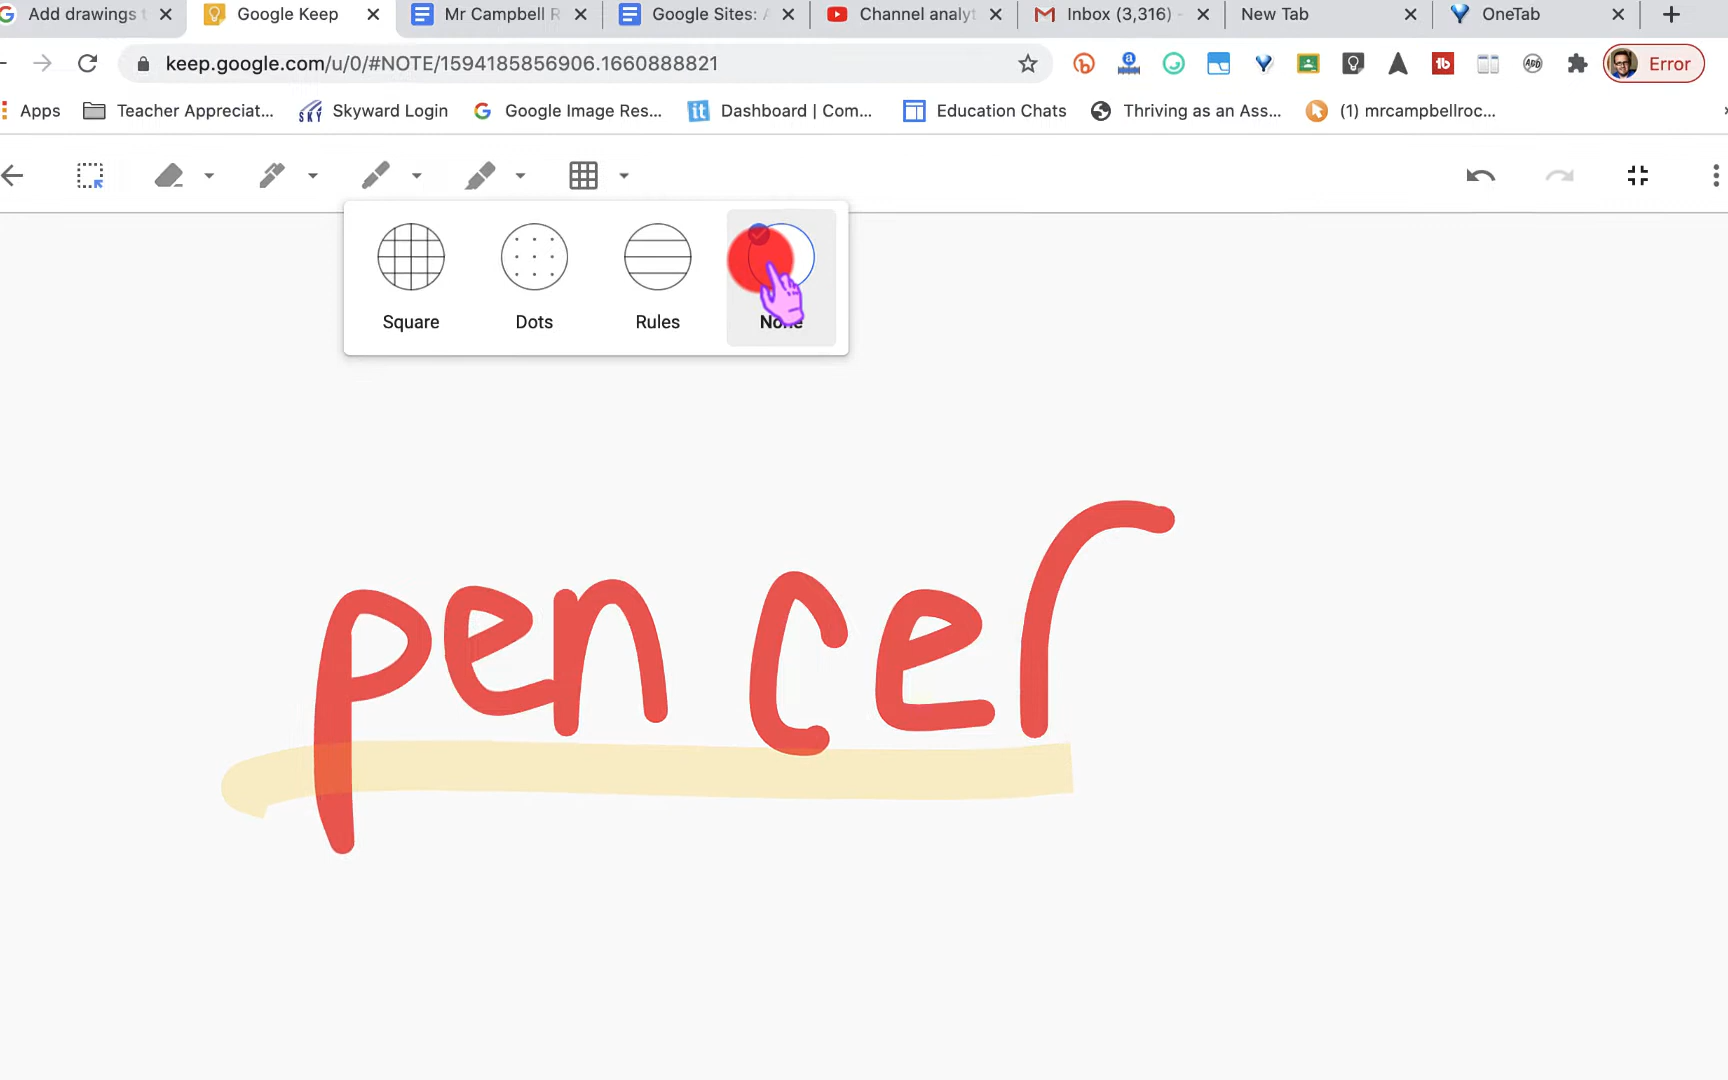 Add drawings t
Google Keep
Mr Campbell R
Google Sites: A
Channel analyt
Inbox (3,316) -
New Tab
OneTab
keep.google.com/u/0/#NOTE/1594185856906.1660888821
Error
Apps
Teacher Appreciat...
Skyward Login
Google Image Res...
Dashboard | Com...
Education Chats
Thriving as an Ass...
(1) mrcampbellroc...
Square
Dots
Rules
None
pen cer